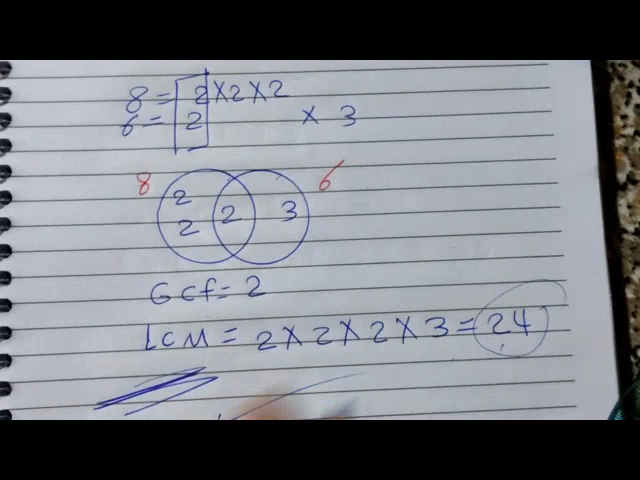 8 = 2 × 2 × 2
6 = 2 × 3
8 6
2
2 2 3
GCF = 2
LCM = 2 × 2 × 2 × 3 = 24